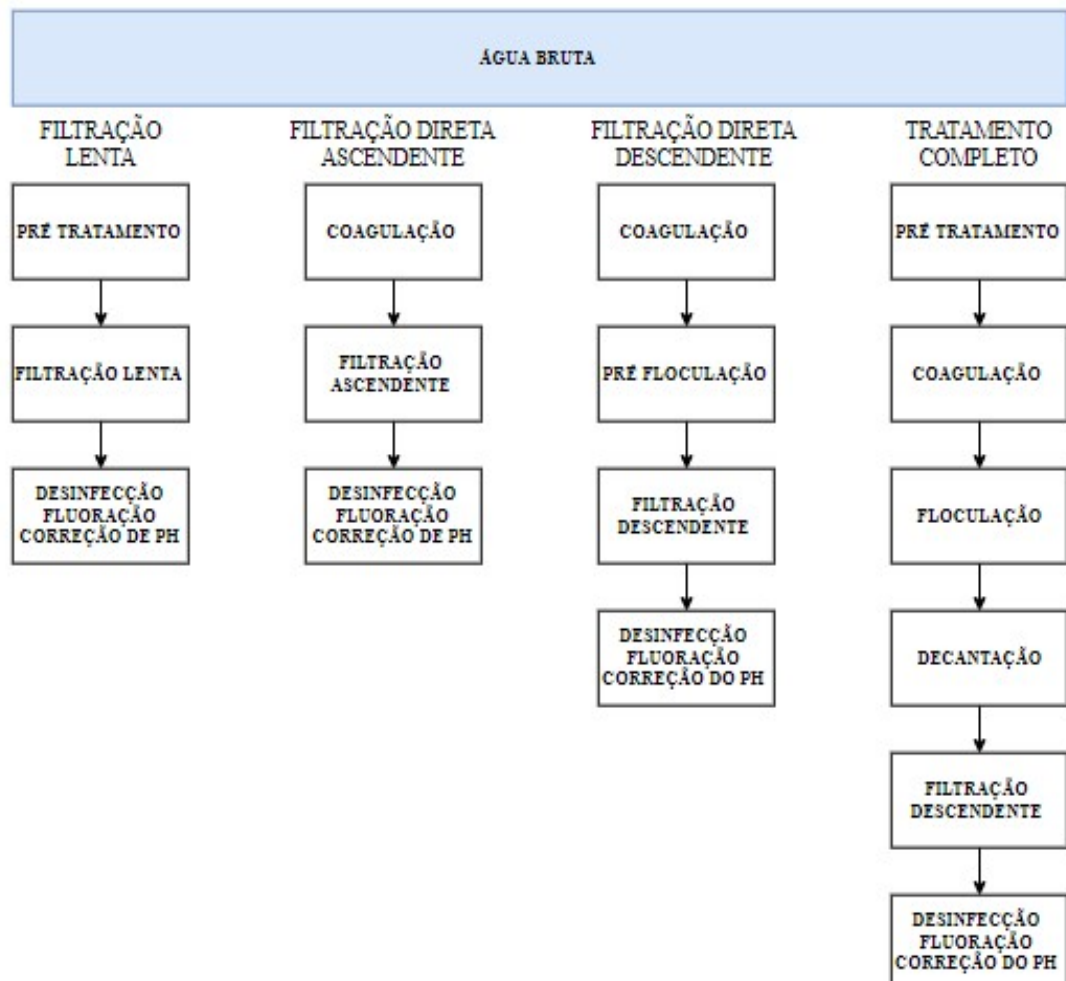 ÁGUA BRUTA
FILTRAÇÃO
LENTA
PRÉ TRATAMENTO
FILTRAÇÃO LENTA
DESINFECÇÃO
FLUORAÇÃO
CORREÇÃO DE PH
FILTRAÇÃO DIRETA
ASCENDENTE
COAGULAÇÃO
FILTRAÇÃO
ASCENDENTE
DESINFECÇÃO
FLUORAÇÃO
CORREÇÃO DE PH
FILTRAÇÃO DIRETA
DESCENDENTE
COAGULAÇÃO
PRÉ FLOCULAÇÃO
FILTRAÇÃO
DESCENDENTE
DESINFECÇÃO
FLUORAÇÃO
CORREÇÃO DO PH
TRATAMENTO
COMPLETO
PRÉ TRATAMENTO
COAGULAÇÃO
FLOCULAÇÃO
DECANTAÇÃO
FILTRAÇÃO
DESCENDENTE
DESINFECÇÃO
FLUORAÇÃO
CORREÇÃO DO PH